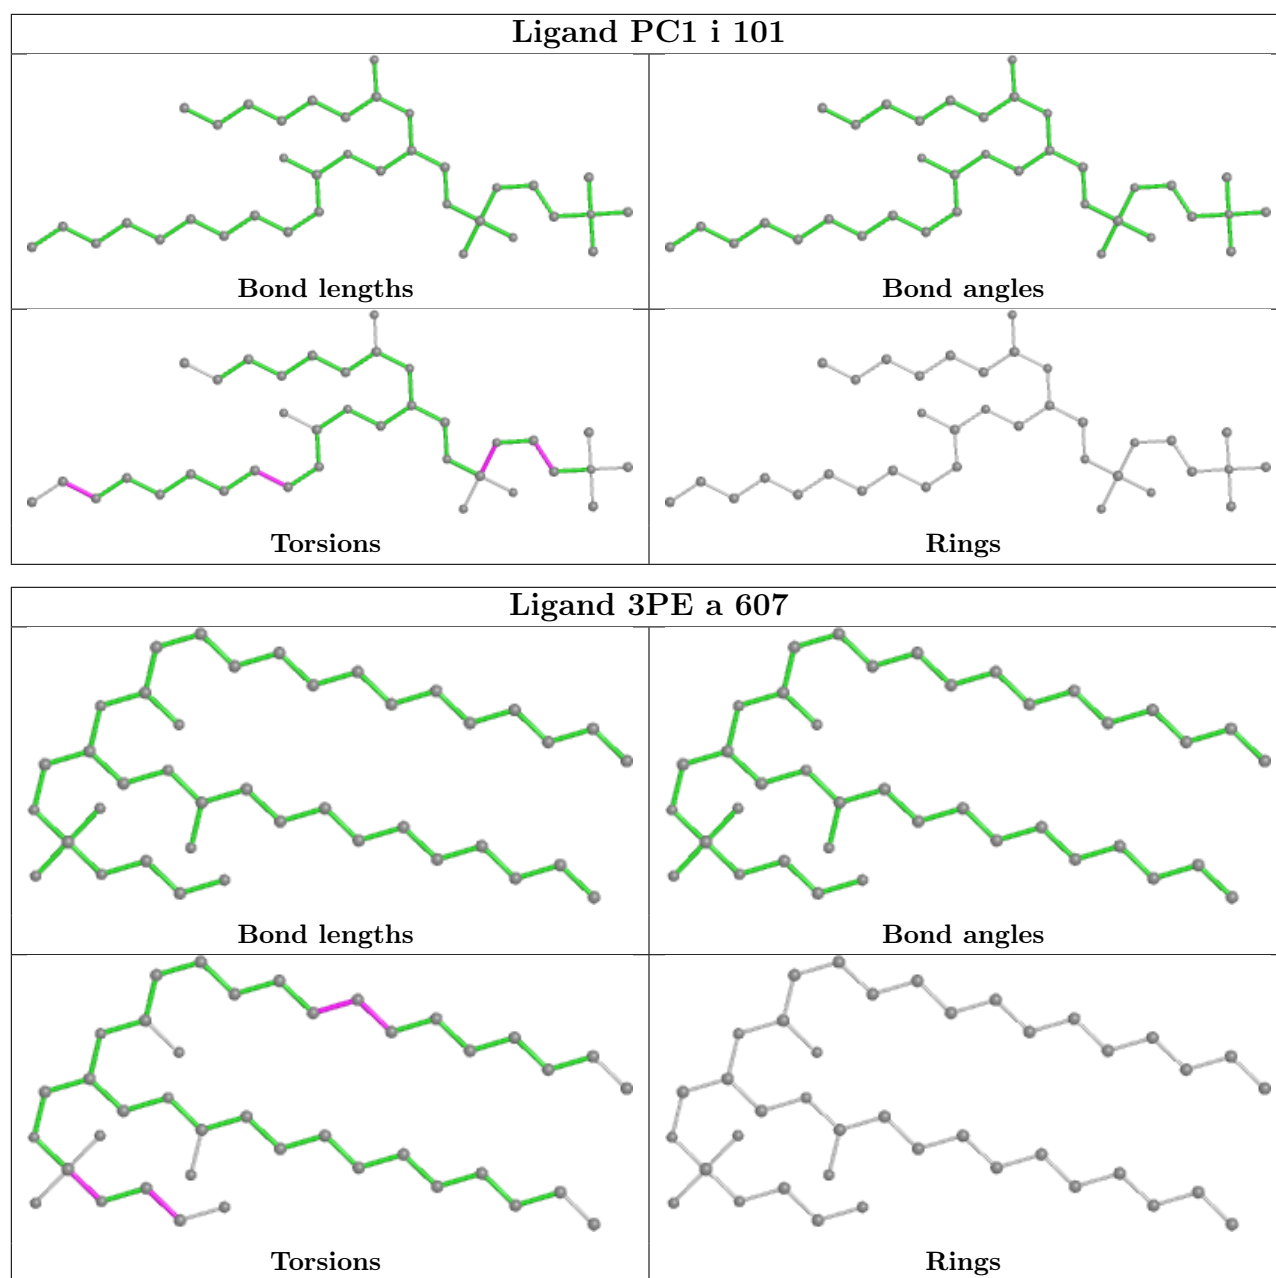 Ligand PC1 i 101
Bond lengths
Bond angles
Torsions
Rings
Ligand 3PE a 607
Bond lengths
Bond angles
Torsions
Rings